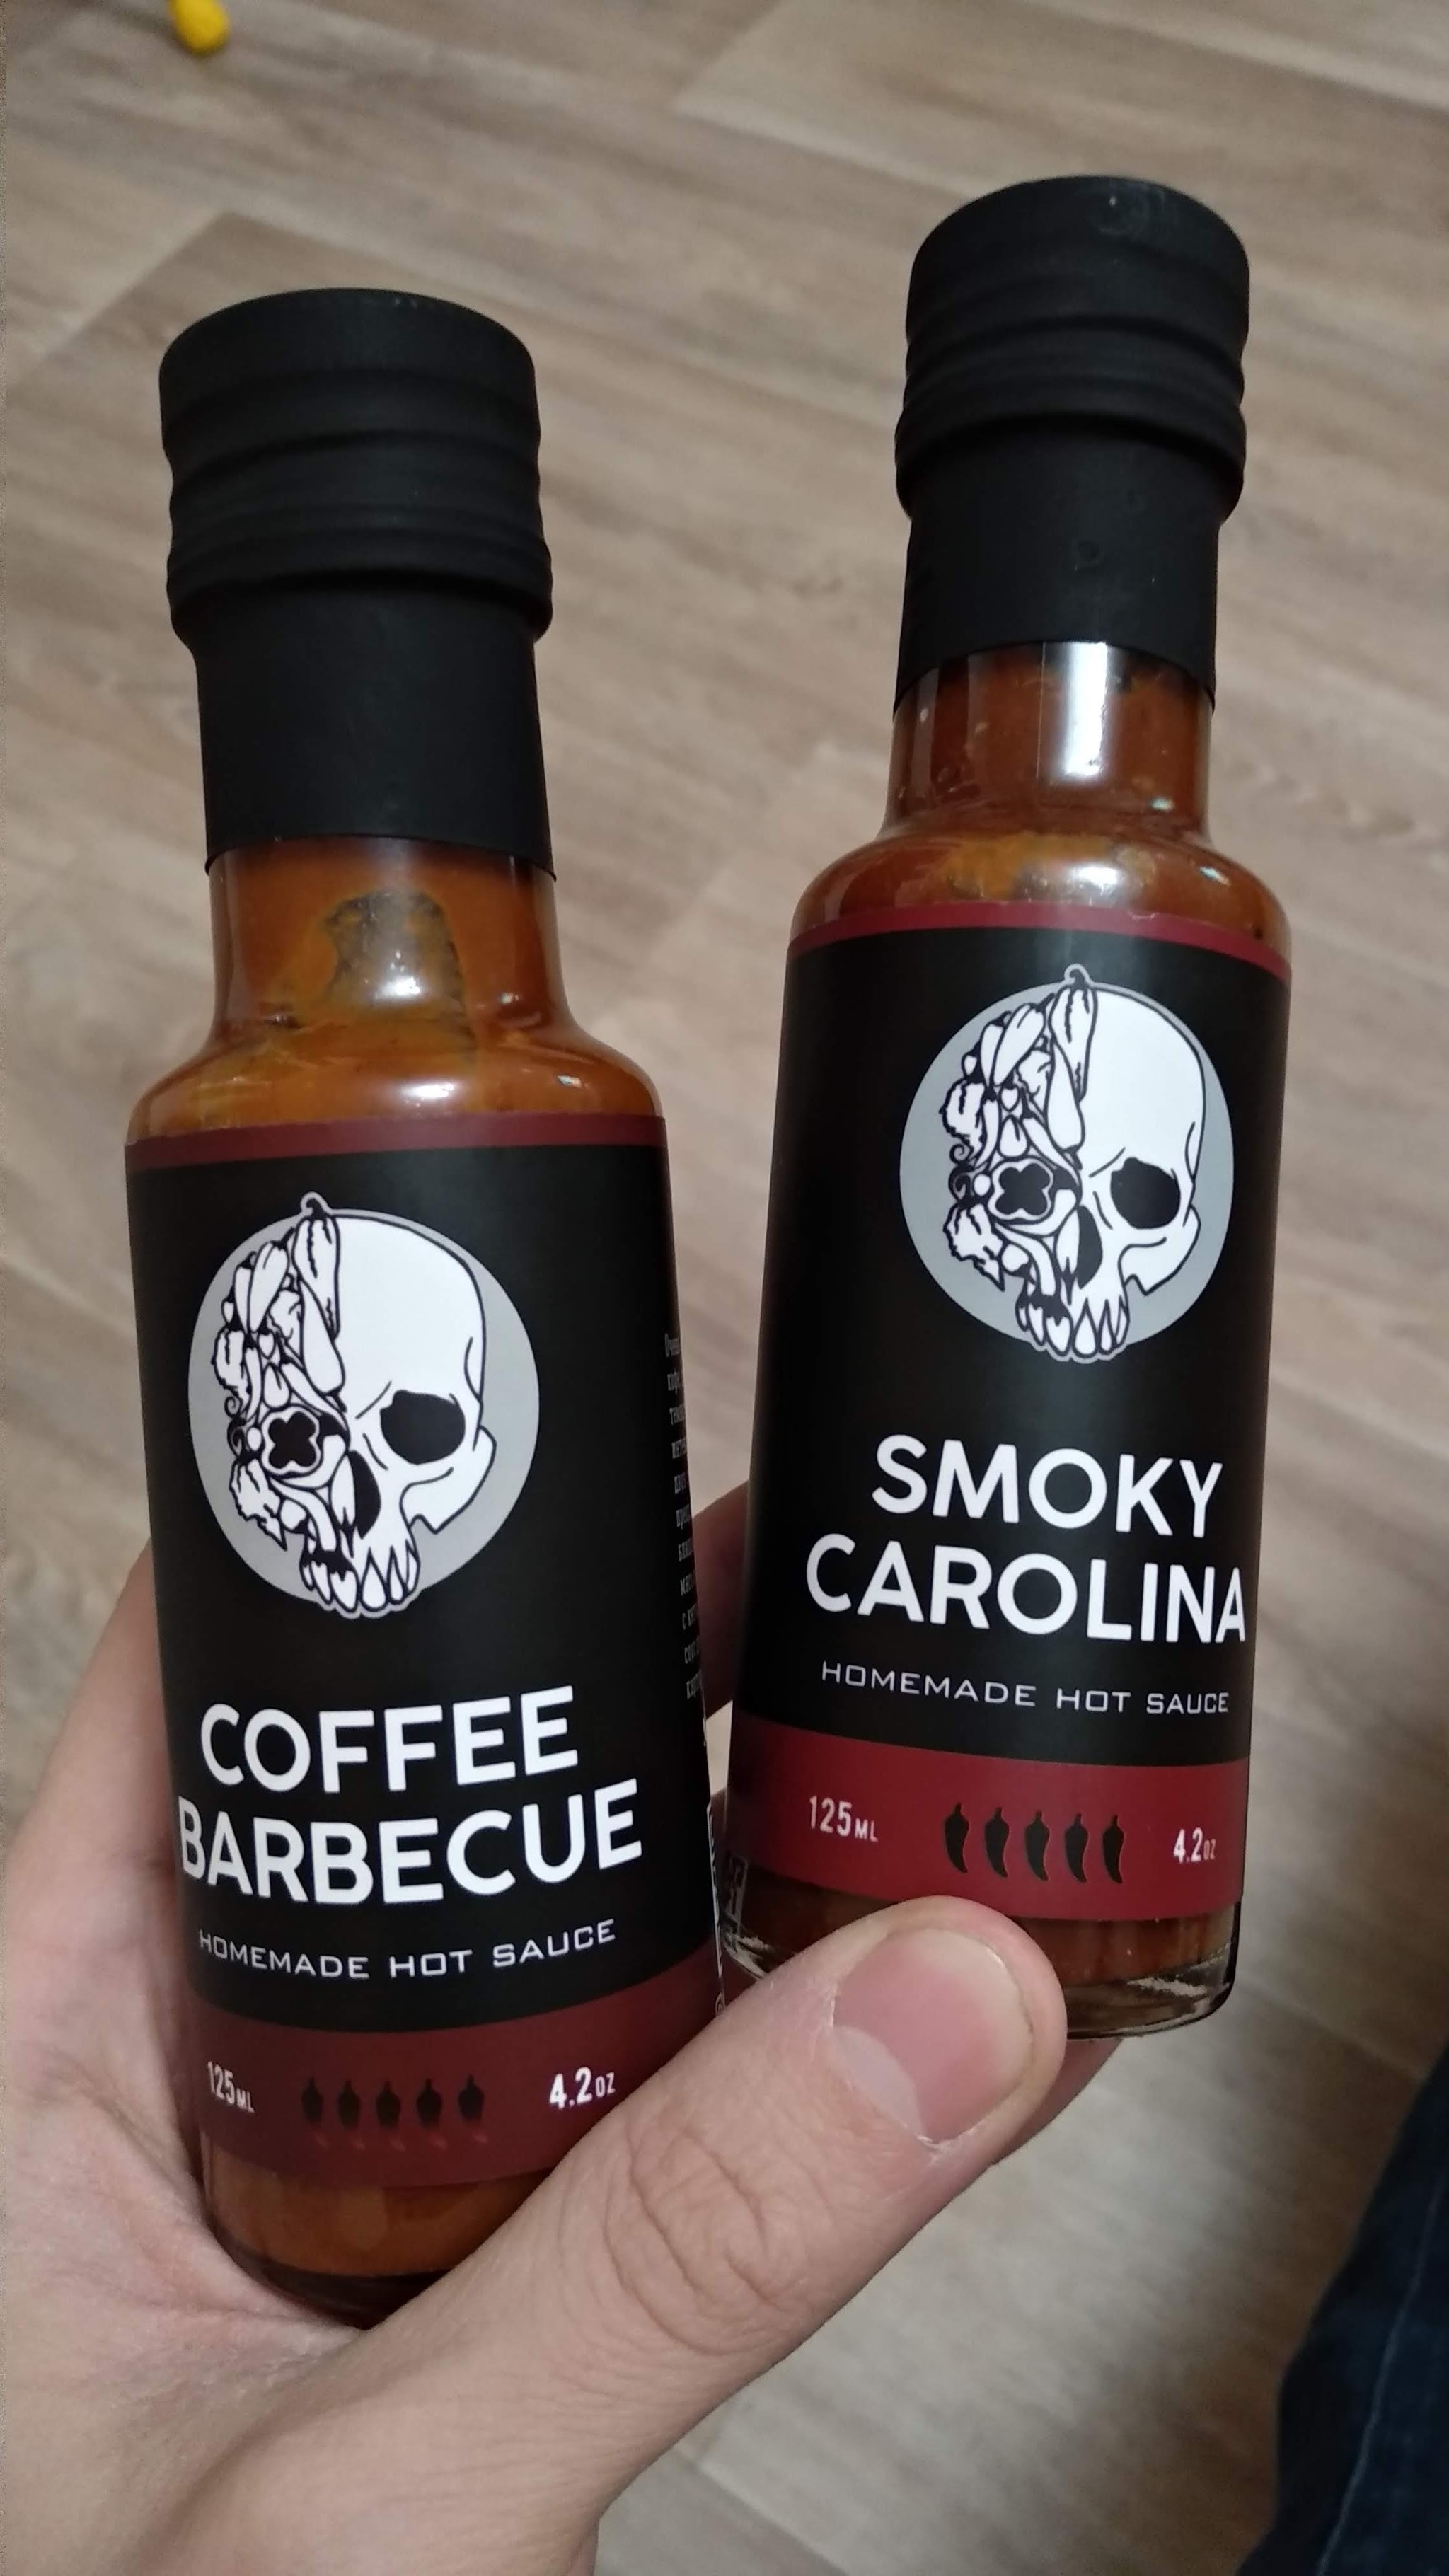 COFFEE
BARBECUE
HOMEMADE HOT SAUCE
125ML
4.2OZ
SMOKY
CAROLINA
HOMEMADE HOT SAUCE
125ML
4.2OZ